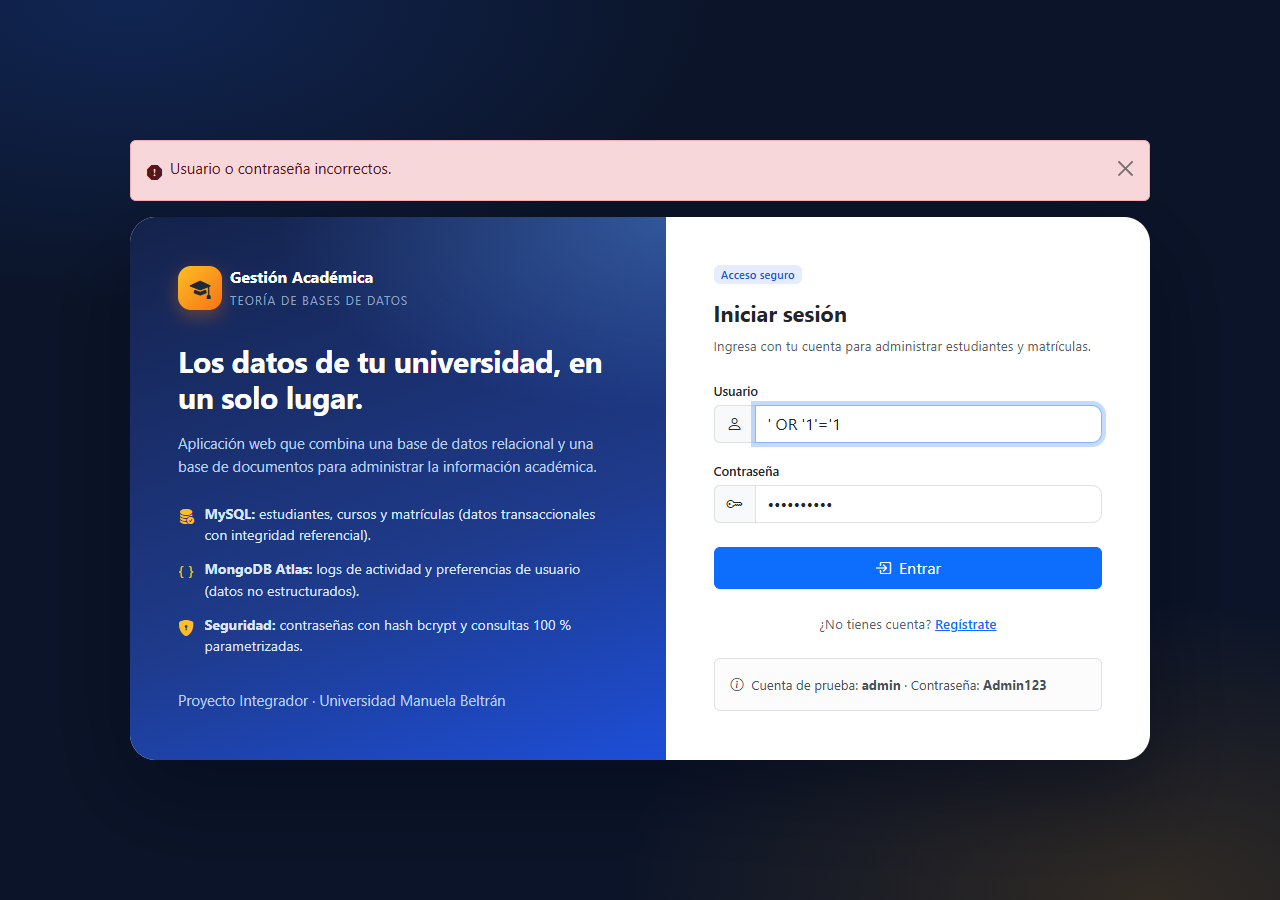 Usuario o contraseña incorrectos.
Gestión Académica
TEORÍA DE BASES DE DATOS
Los datos de tu universidad, en
un solo lugar.
Aplicación web que combina una base de datos relacional y una
base de documentos para administrar la información académica.
MySQL: estudiantes, cursos y matrículas (datos transaccionales
con integridad referencial).
{ } MongoDB Atlas: logs de actividad y preferencias de usuario
(datos no estructurados).
Seguridad: contraseñas con hash bcrypt y consultas 100 %
parametrizadas.
Proyecto Integrador · Universidad Manuela Beltrán
Acceso seguro
Iniciar sesión
Ingresa con tu cuenta para administrar estudiantes y matrículas.
Usuario
' OR '1'='1
Contraseña
••••••••••
Entrar
¿No tienes cuenta? Regístrate
Cuenta de prueba: admin · Contraseña: Admin123